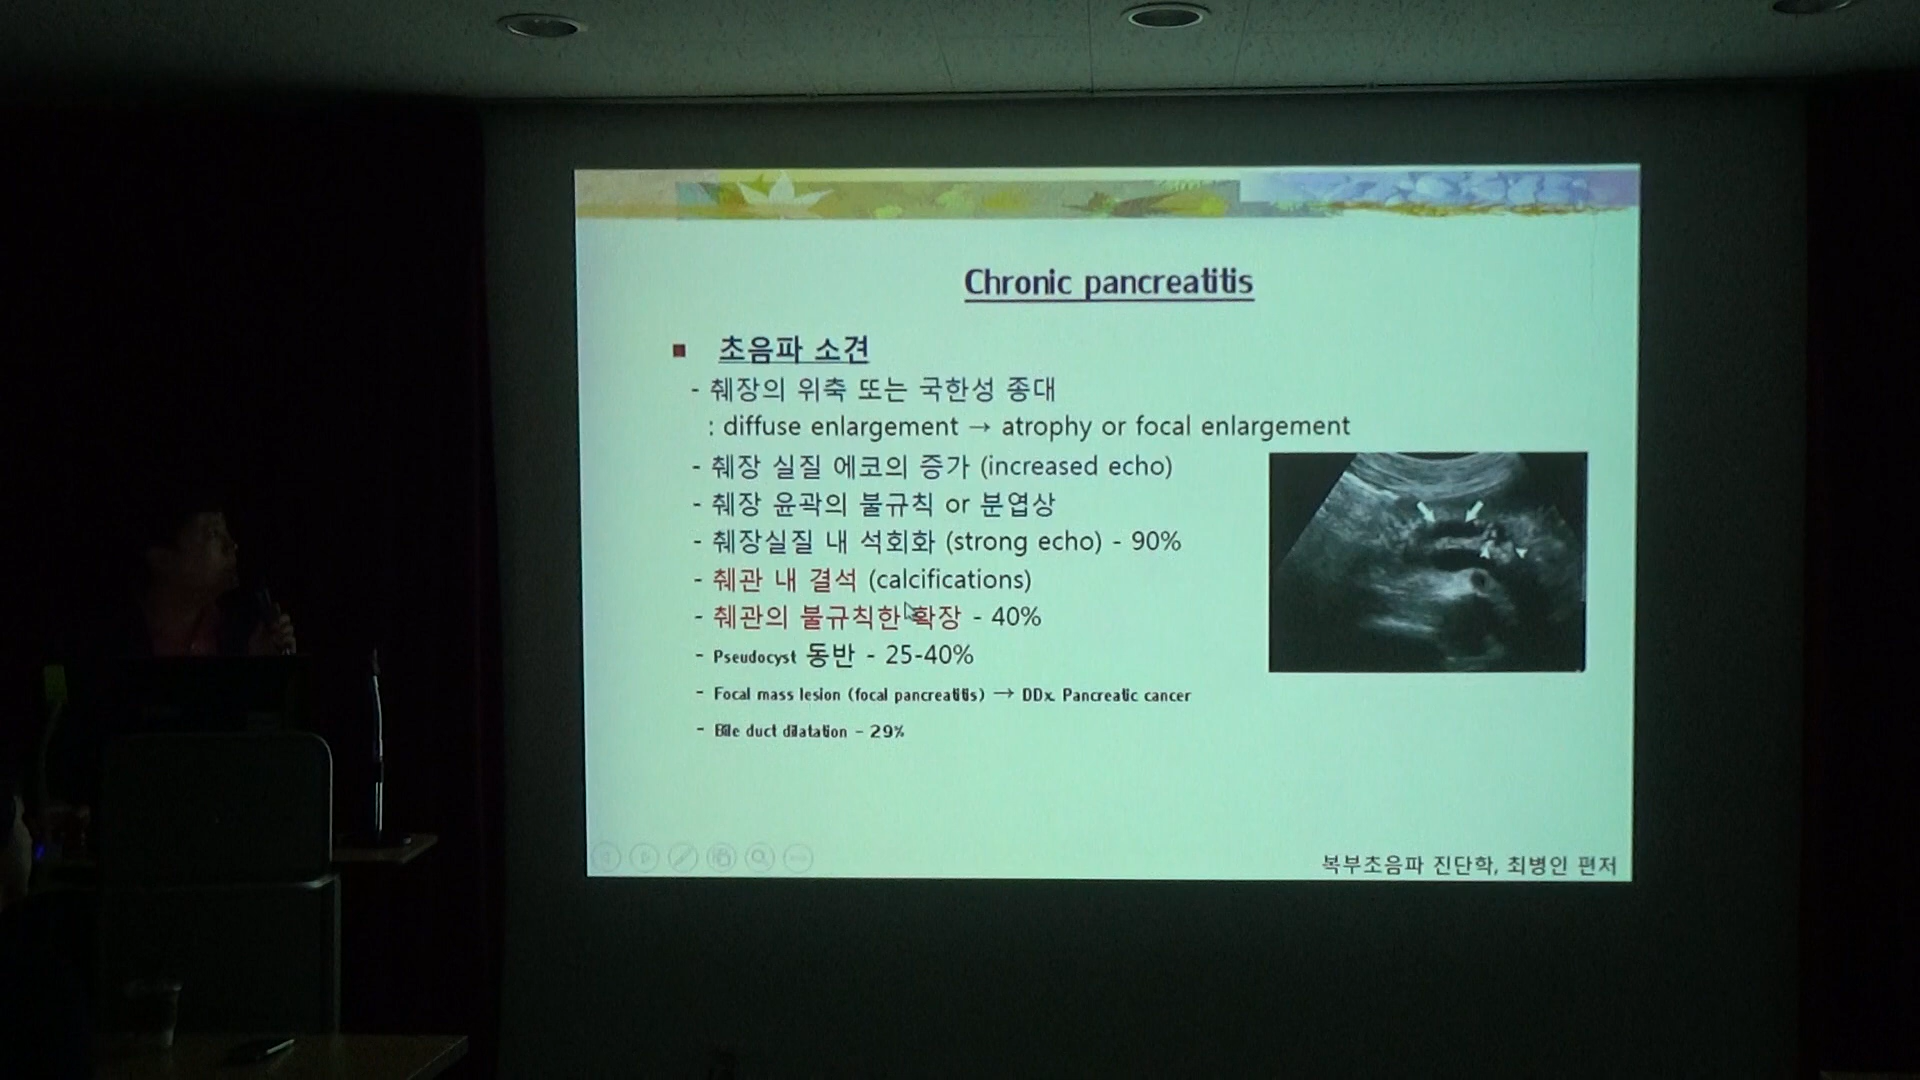 Chronic pancreatitis
■ 초음파 소견
- 췌장의 위축 또는 국한성 종대
: diffuse enlargement → atrophy or focal enlargement
- 췌장 실질 에코의 증가 (increased echo)
- 췌장 윤곽의 불규칙 or 분엽상
- 췌장실질 내 석회화 (strong echo) - 90%
- 췌관 내 결석 (calcifications)
- 췌관의 불규칙한 확장 - 40%
- Pseudocyst 동반 - 25-40%
- Focal mass lesion (focal pancreatitis) → DDx. Pancreatic cancer
- Bile duct dilatation - 29%
복부초음파 진단학, 최병인 편저